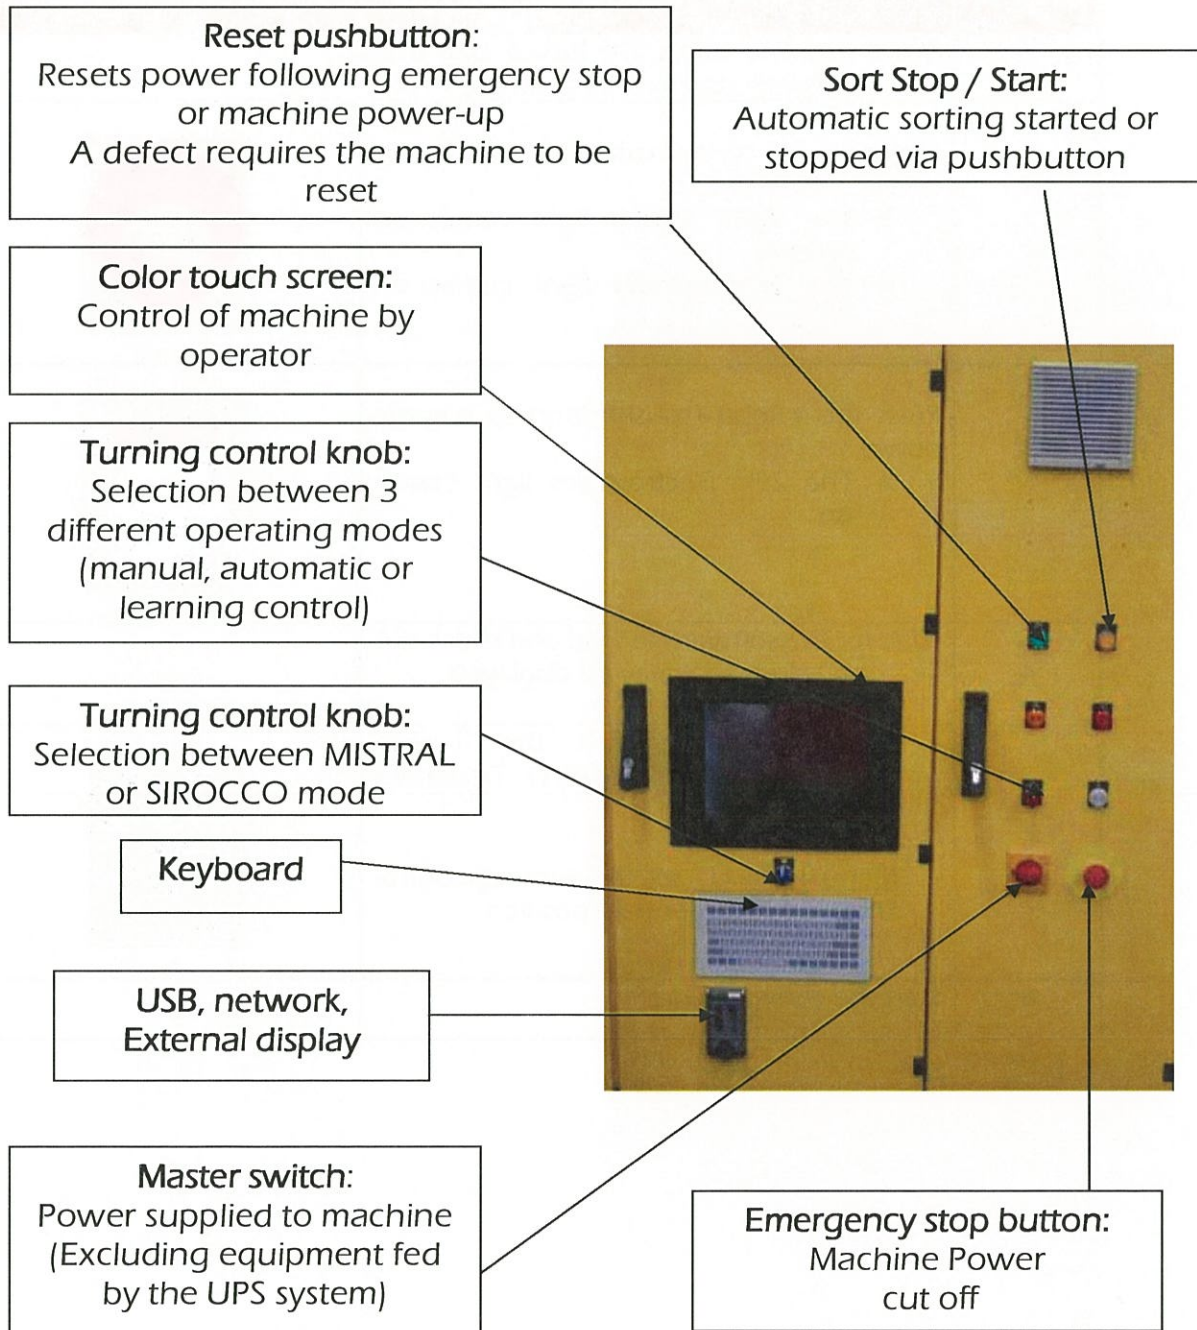 Reset pushbutton:
Resets power following emergency stop
or machine power-up
A defect requires the machine to be
reset
Sort Stop / Start:
Automatic sorting started or
stopped via pushbutton
Color touch screen:
Control of machine by
operator
Turning control knob:
Selection between 3
different operating modes
(manual, automatic or
learning control)
Turning control knob:
Selection between MISTRAL
or SIROCCO mode
Keyboard
USB, network,
External display
Master switch:
Power supplied to machine
(Excluding equipment fed
by the UPS system)
Emergency stop button:
Machine Power
cut off